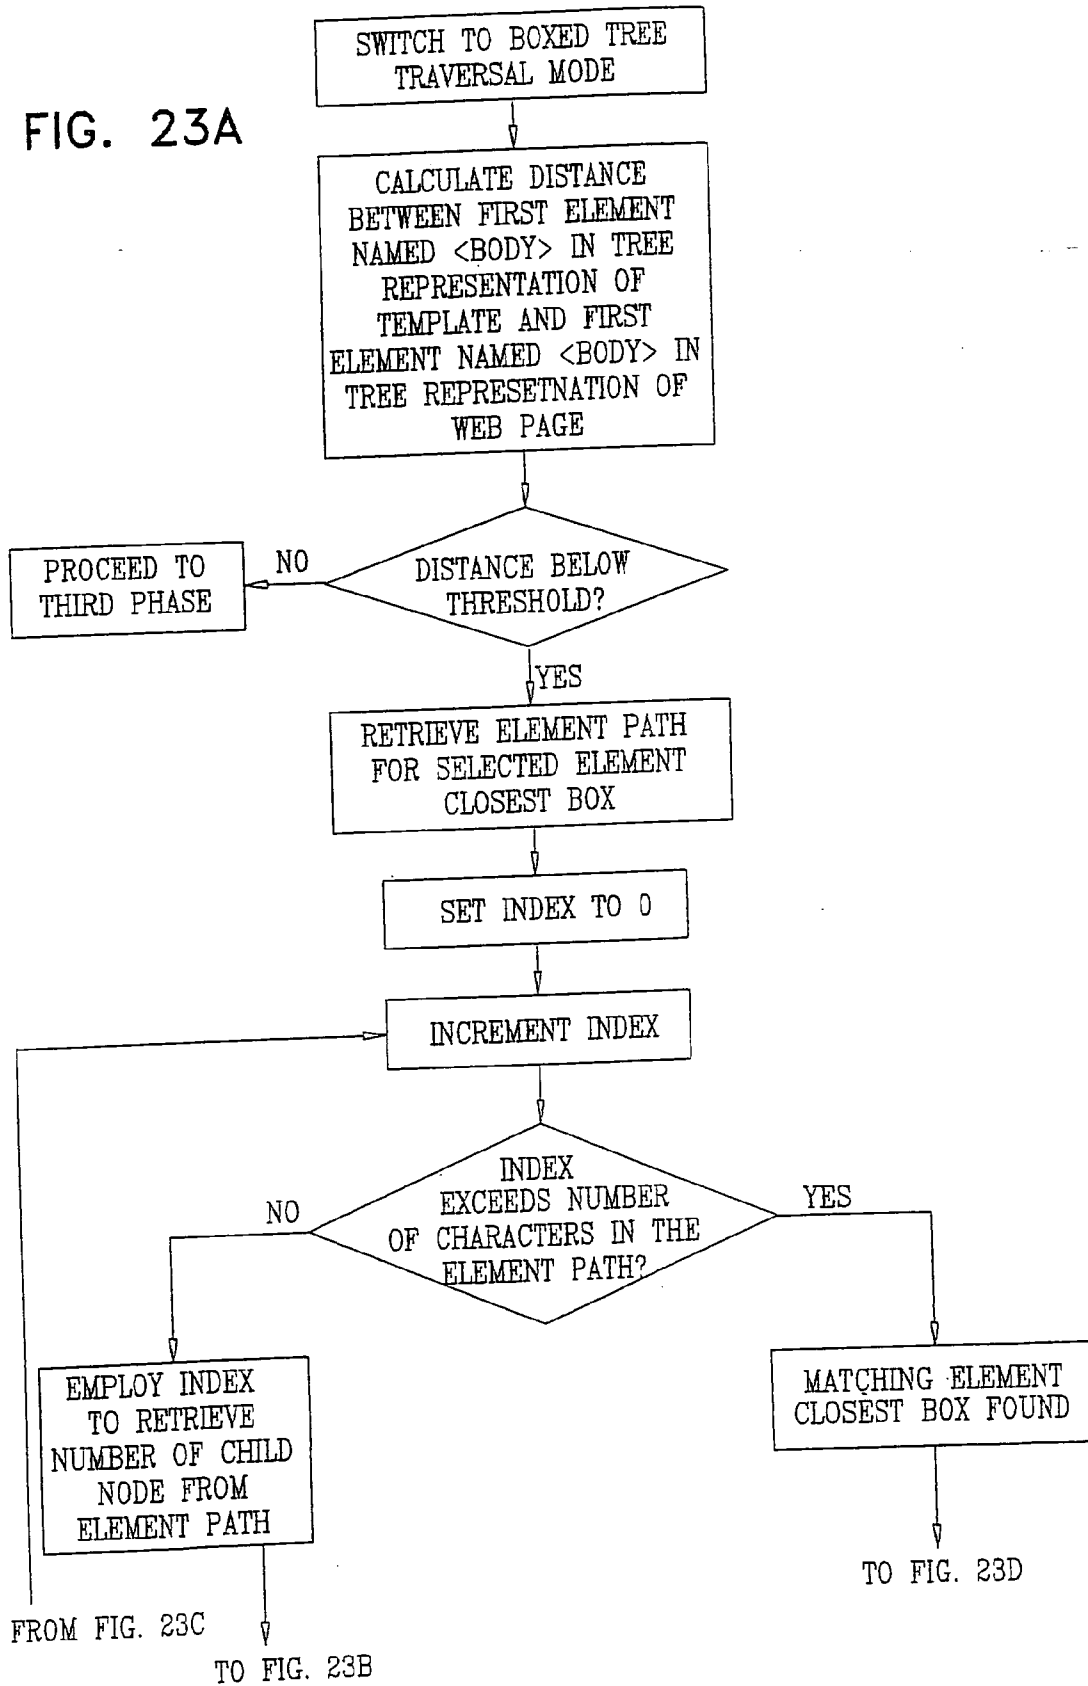 FIG. 23A
SWITCH TO BOXED TREE
TRAVERSAL MODE
CALCULATE DISTANCE
BETWEEN FIRST ELEMENT
NAMED <BODY> IN TREE
REPRESENTATION OF
TEMPLATE AND FIRST
ELEMENT NAMED <BODY> IN
TREE REPRESETNATION OF
WEB PAGE
DISTANCE BELOW
THRESHOLD?
NO
PROCEED TO
THIRD PHASE
YES
RETRIEVE ELEMENT PATH
FOR SELECTED ELEMENT
CLOSEST BOX
SET INDEX TO 0
INCREMENT INDEX
INDEX
EXCEEDS NUMBER
OF CHARACTERS IN THE
ELEMENT PATH?
NO
YES
EMPLOY INDEX
TO RETRIEVE
NUMBER OF CHILD
NODE FROM
ELEMENT PATH
MATCHING ELEMENT
CLOSEST BOX FOUND
TO FIG. 23D
FROM FIG. 23C
TO FIG. 23B